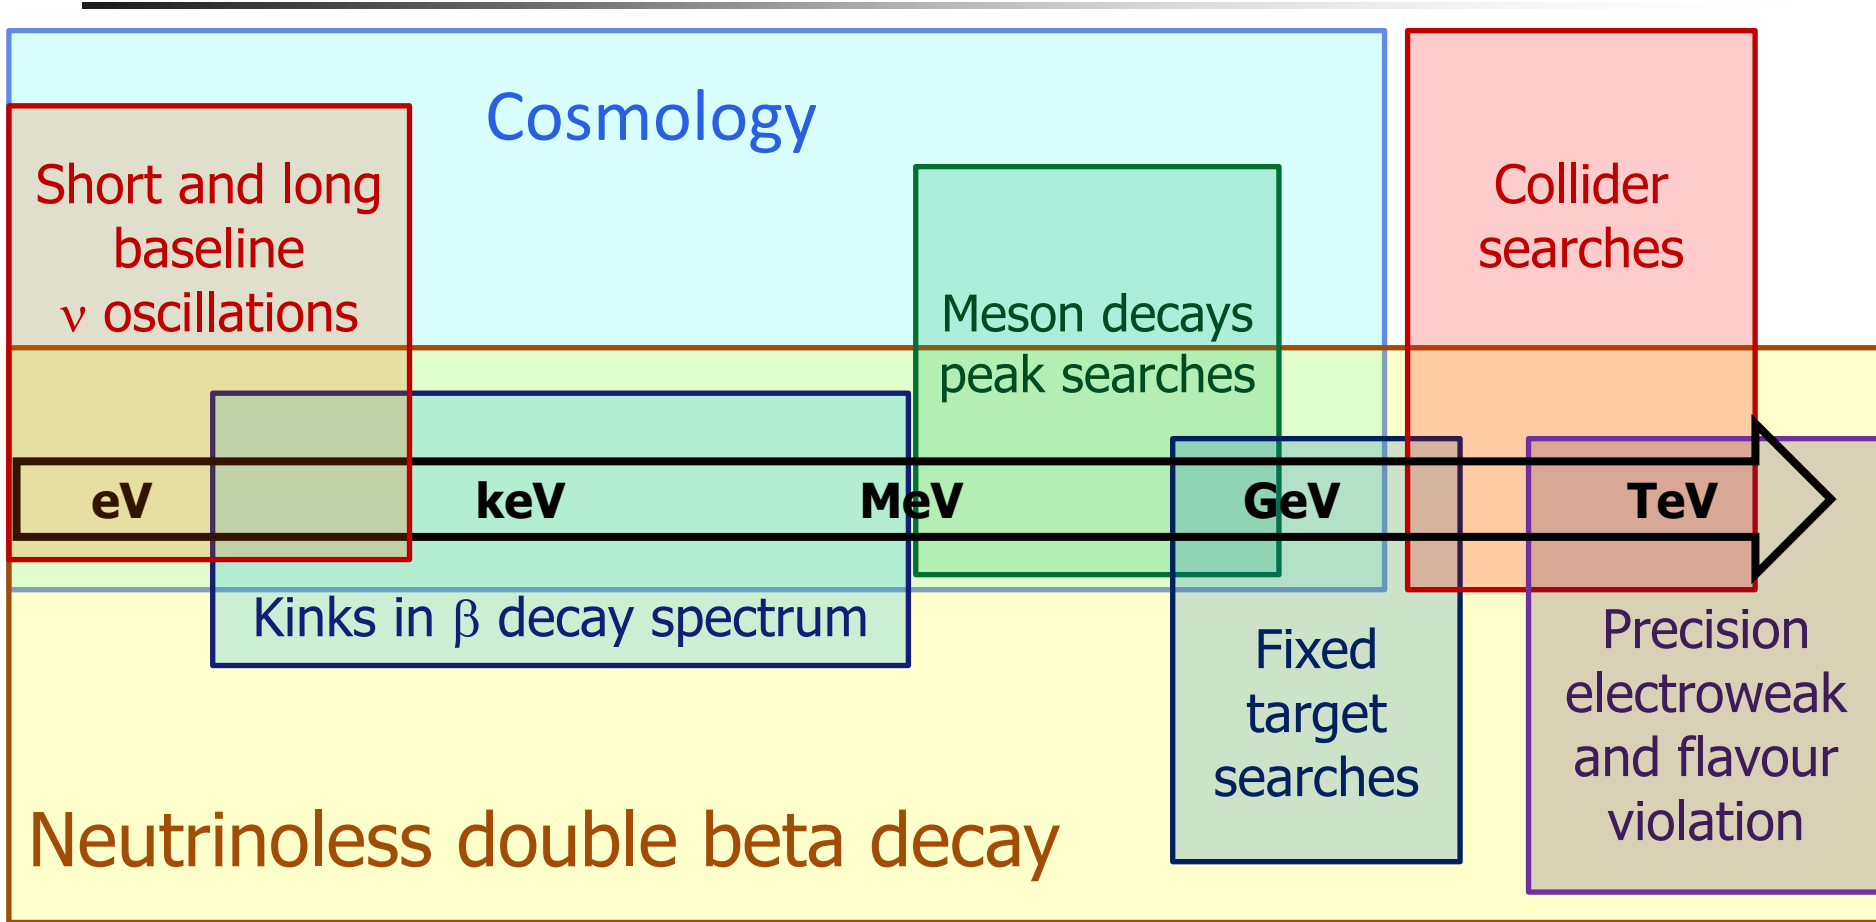 Cosmology
Short and long
baseline
ν oscillations
Collider
searches
Meson decays
peak searches
eV
keV
MeV
GeV
TeV
Kinks in β decay spectrum
Fixed
target
searches
Precision
electroweak
and flavour
violation
Neutrinoless double beta decay